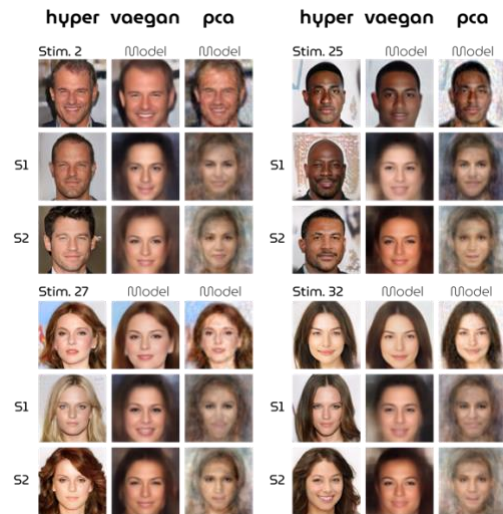 hyper vaegan pca hyper vaegan pca
Stim. 2 Model Model Stim. 25 Model Model
S1 S1
S2 S2
Stim. 27 Model Model Stim. 32 Model Model
S1 S1
S2 S2